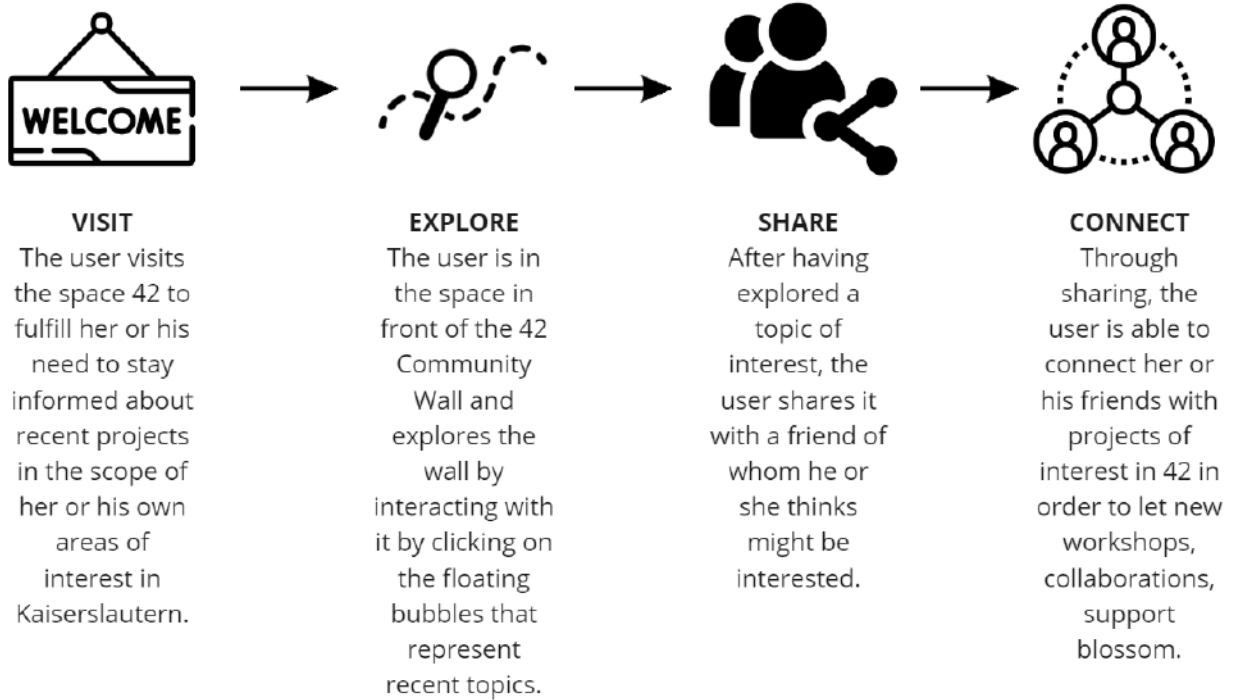 WELCOME
VISIT
The user visits
the space 42 to
fulfill her or his
need to stay
informed about
recent projects
in the scope of
her or his own
areas of
interest in
Kaiserslautern.
EXPLORE
The user is in
the space in
front of the 42
Community
Wall and
explores the
wall by
interacting with
it by clicking on
the floating
bubbles that
represent
recent topics.
SHARE
After having
explored a
topic of
interest, the
user shares it
with a friend of
whom he or
she thinks
might be
interested.
CONNECT
Through
sharing, the
user is able to
connect her or
his friends with
projects of
interest in 42 in
order to let new
workshops,
collaborations,
support
blossom.